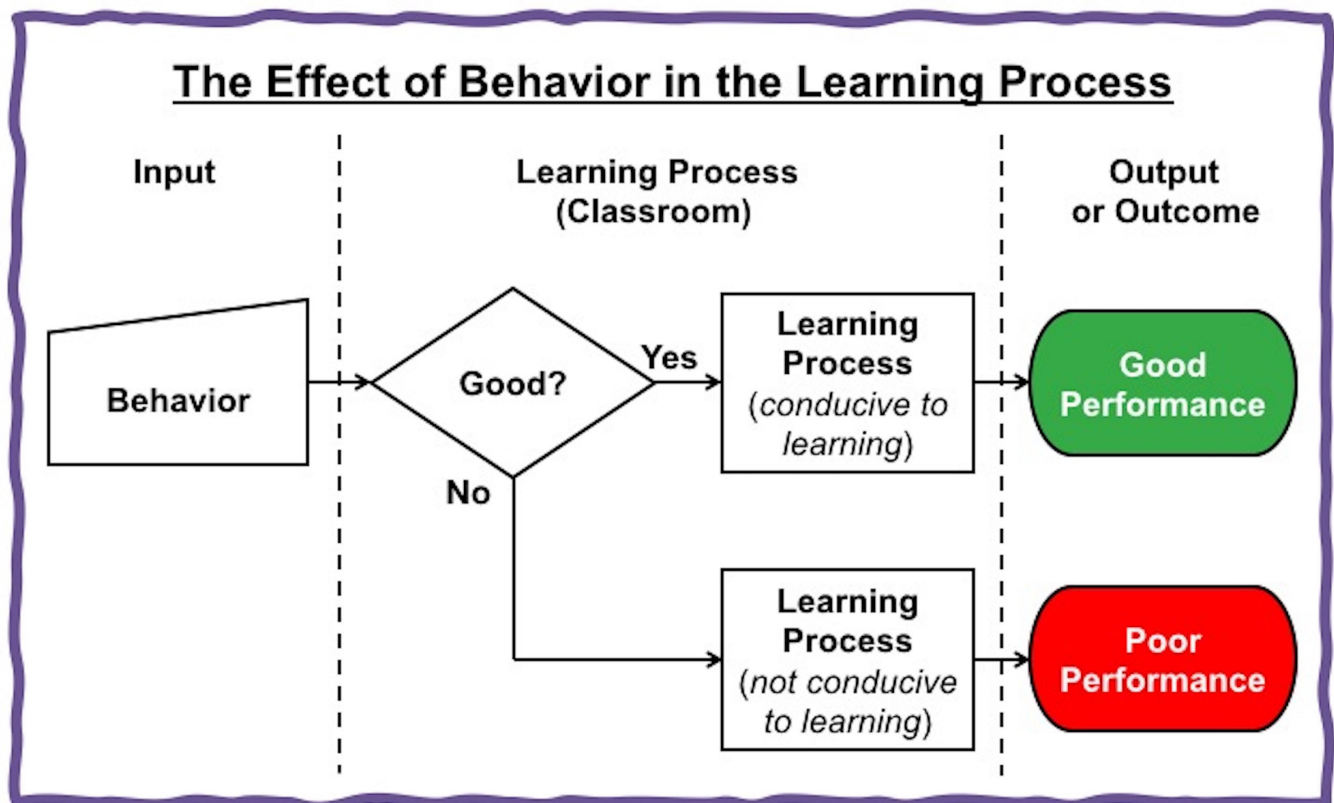 The Effect of Behavior in the Learning Process
Input
Learning Process
(Classroom)
Output
or Outcome
Behavior
Good?
Yes
Learning
Process
(conducive to
learning)
Good
Performance
No
Learning
Process
(not conducive
to learning)
Poor
Performance